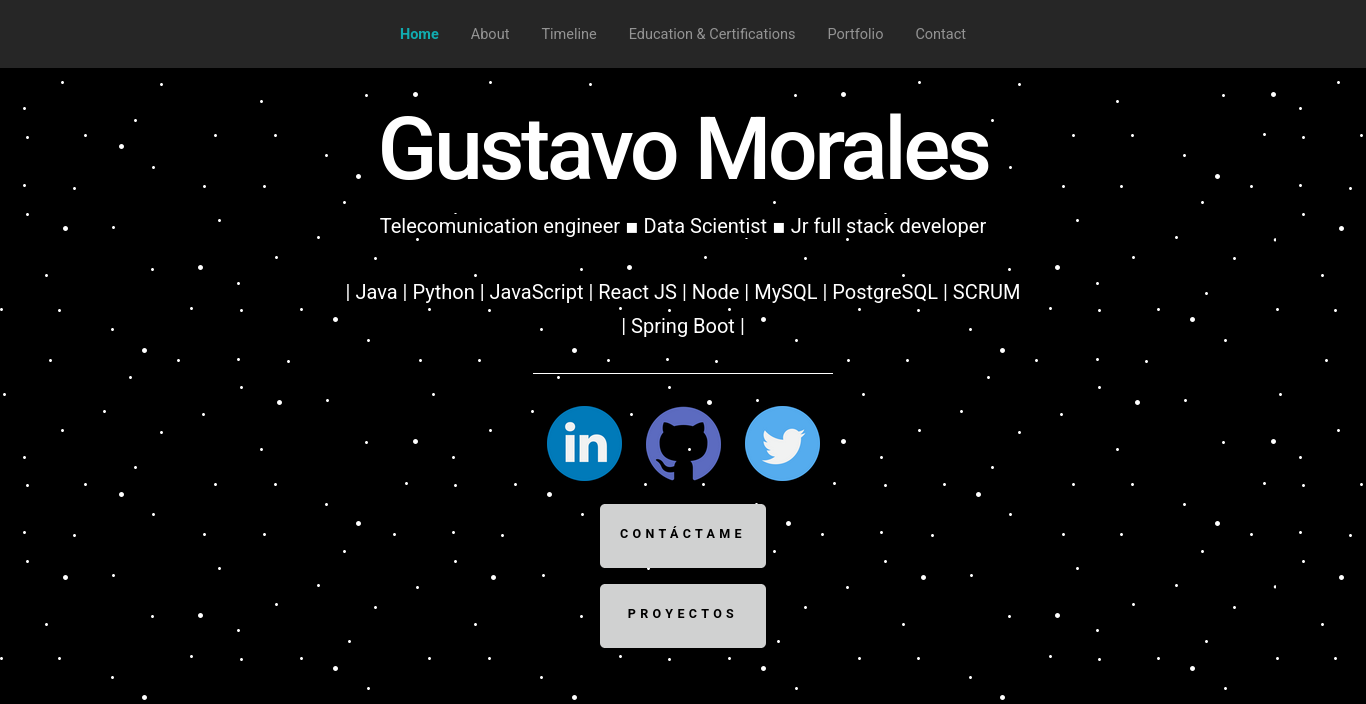 Home About Timeline Education & Certifications Portfolio Contact
Gustavo Morales
Telecomunication engineer ■ Data Scientist ■ Jr full stack developer
| Java | Python | JavaScript | React JS | Node | MySQL | PostgreSQL | SCRUM
| Spring Boot |
in
CONTÁCTAME
PROYECTOS